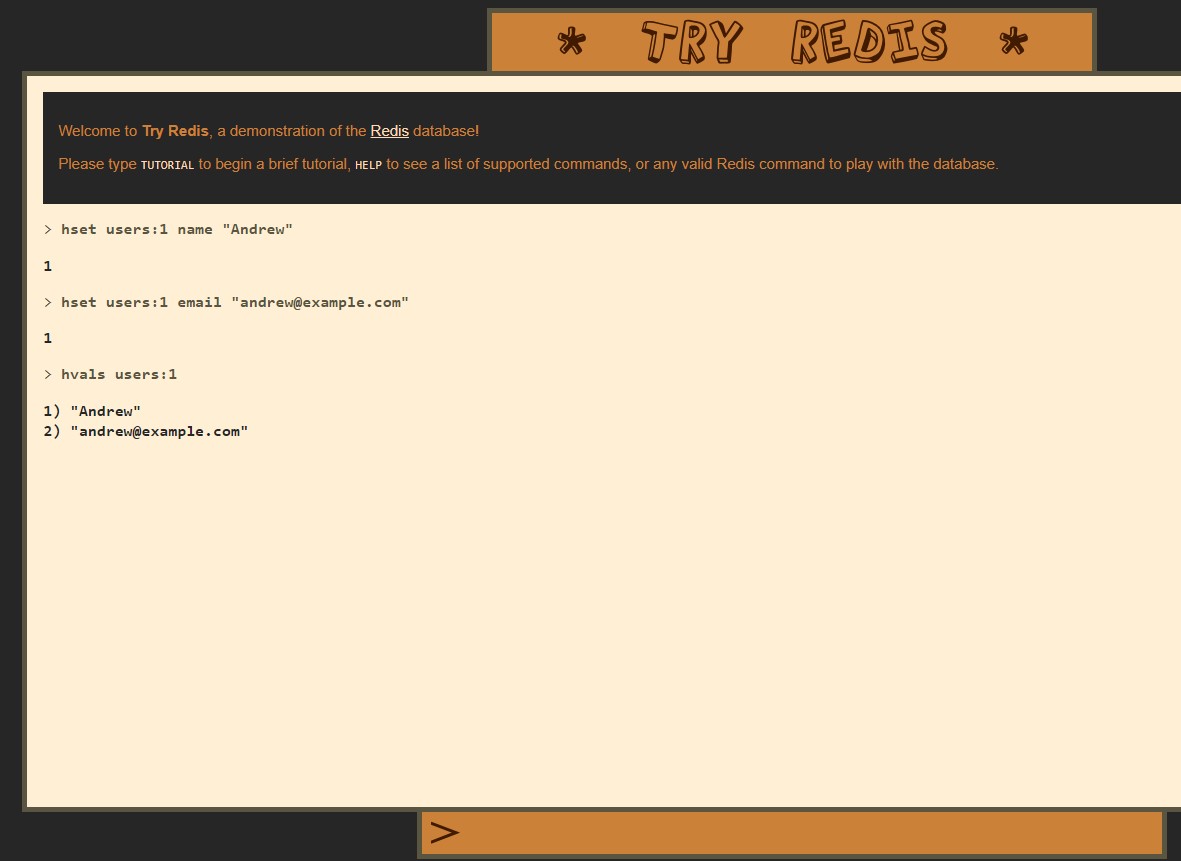 * TRY REDIS *
Welcome to Try Redis, a demonstration of the Redis database!
Please type TUTORIAL to begin a brief tutorial, HELP to see a list of supported commands, or any valid Redis command to play with the database.
> hset users:1 name "Andrew"
1
> hset users:1 email "andrew@example.com"
1
> hvals users:1
1) "Andrew"
2) "andrew@example.com"
>